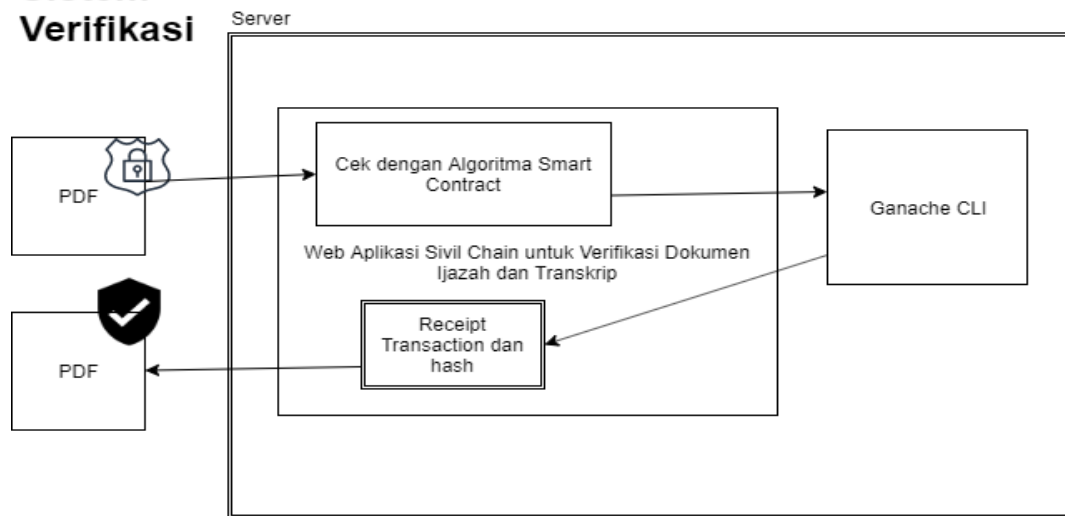 Verifikasi
Server
PDF
Cek dengan Algoritma Smart
Contract
Ganache CLI
Web Aplikasi Sivil Chain untuk Verifikasi Dokumen
Ijazah dan Transkrip
PDF
Receipt
Transaction dan
hash